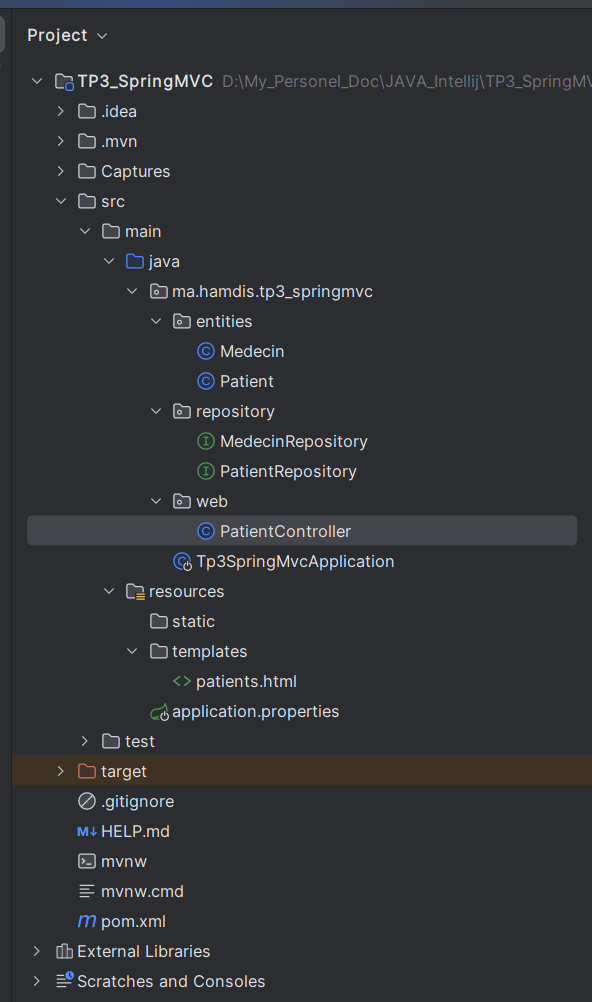 Project
TP3_SpringMVC D:\My_Personel_Doc\JAVA_Intellij\TP3_SpringMV
.idea
.mvn
Captures
src
main
java
ma.hamdis.tp3_springmvc
entities
C Medecin
C Patient
repository
I MedecinRepository
I PatientRepository
web
C PatientController
C Tp3SpringMvcApplication
resources
static
templates
<> patients.html
application.properties
test
target
.gitignore
M↓ HELP.md
mvnw
mvnw.cmd
m pom.xml
External Libraries
Scratches and Consoles